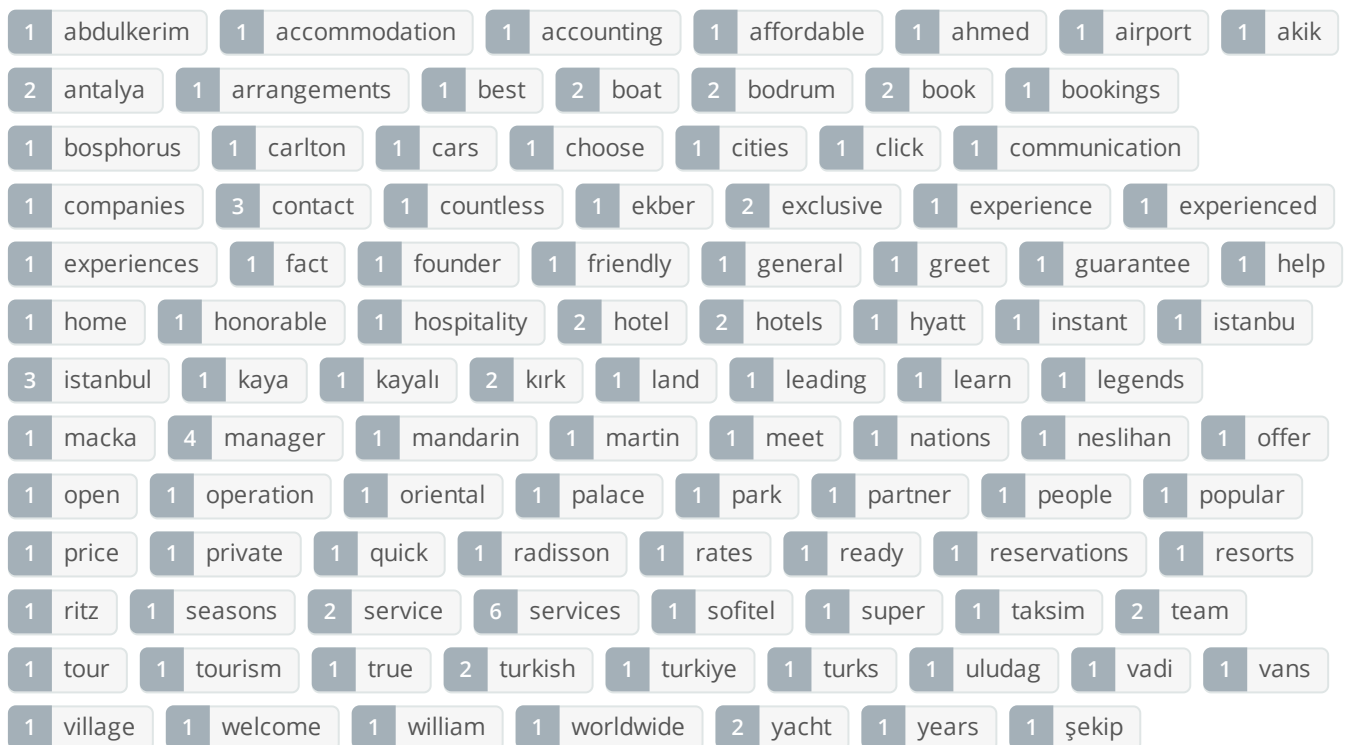 1 abdulkerim 1 accommodation 1 accounting 1 affordable 1 ahmed 1 airport 1 akik
2 antalya 1 arrangements 1 best 2 boat 2 bodrum 2 book 1 bookings
1 bosphorus 1 carlton 1 cars 1 choose 1 cities 1 click 1 communication
1 companies 3 contact 1 countless 1 ekber 2 exclusive 1 experience 1 experienced
1 experiences 1 fact 1 founder 1 friendly 1 general 1 greet 1 guarantee 1 help
1 home 1 honorable 1 hospitality 2 hotel 2 hotels 1 hyatt 1 instant 1 istanbu
3 istanbul 1 kaya 1 kayalı 2 kırk 1 land 1 leading 1 learn 1 legends
1 macka 4 manager 1 mandarin 1 martin 1 meet 1 nations 1 neslihan 1 offer
1 open 1 operation 1 oriental 1 palace 1 park 1 partner 1 people 1 popular
1 price 1 private 1 quick 1 radisson 1 rates 1 ready 1 reservations 1 resorts
1 ritz 1 seasons 2 service 6 services 1 sofitel 1 super 1 taksim 2 team
1 tour 1 tourism 1 true 2 turkish 1 turkiye 1 turks 1 uludag 1 vadi 1 vans
1 village 1 welcome 1 william 1 worldwide 2 yacht 1 years 1 şekip